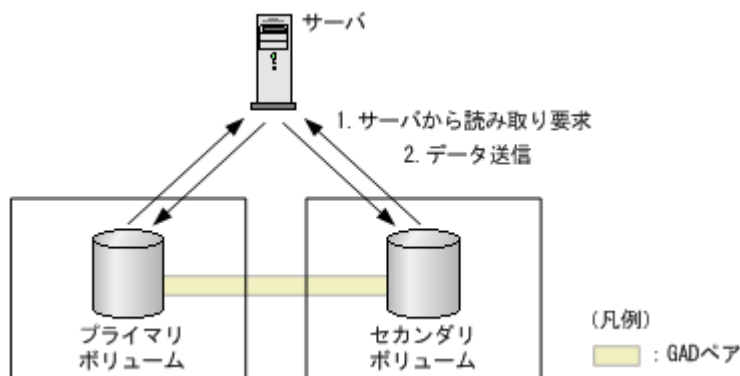 サーバ
1. サーバから読み取り要求
2. データ送信
プライマリ
ボリューム
セカンダリ
ボリューム
(凡例)
: GADペア